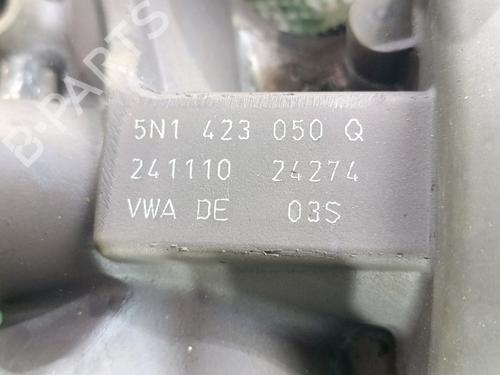 B-PARTS
5N1 423 050 Q
241110 24274
VWA DE 03S